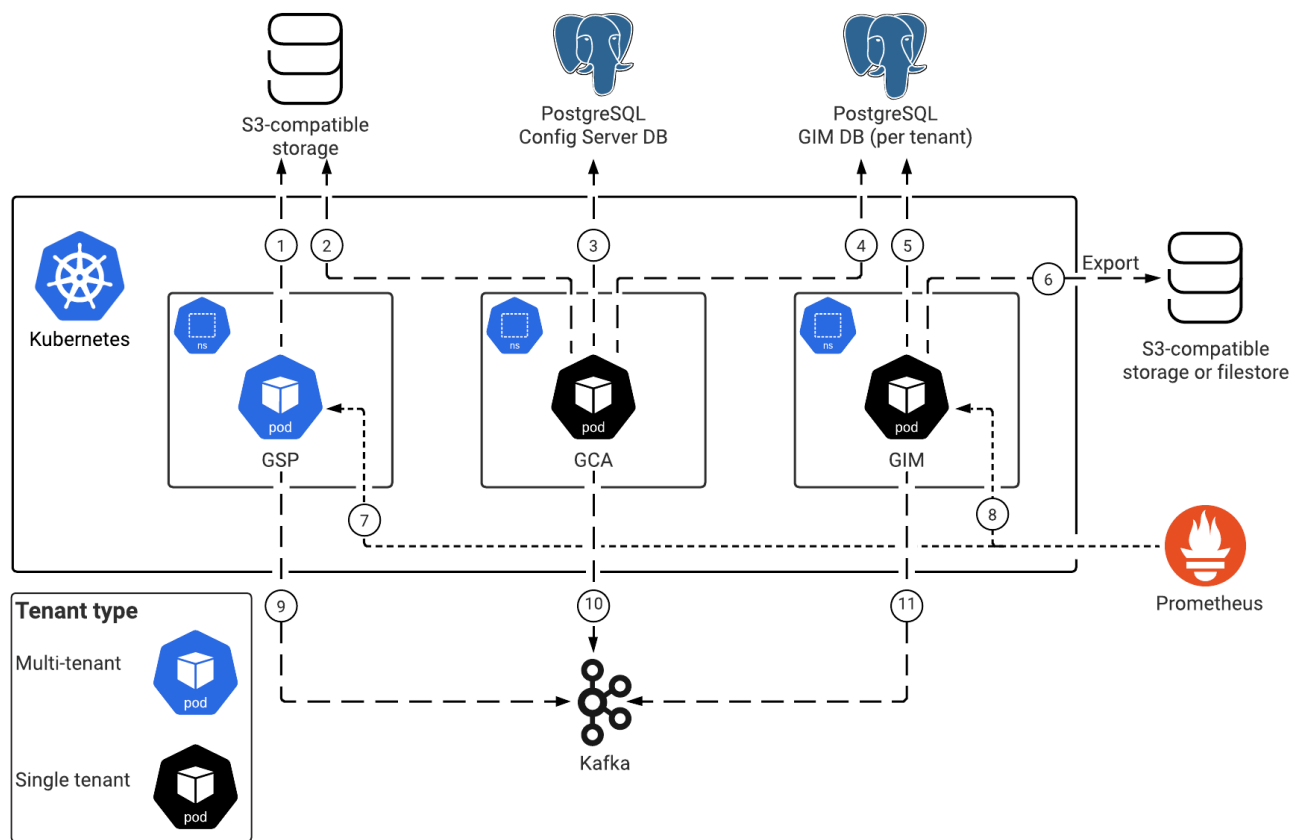 S3-compatible
storage
PostgreSQL
Config Server DB
PostgreSQL
GIM DB (per tenant)
1
2
3
4
5
6
Export
Kubernetes
ns
ns
ns
S3-compatible
storage or filestore
pod
pod
pod
GSP
GCA
GIM
7
8
Prometheus
9
10
11
Tenant type
Multi-tenant
pod
Single tenant
pod
Kafka